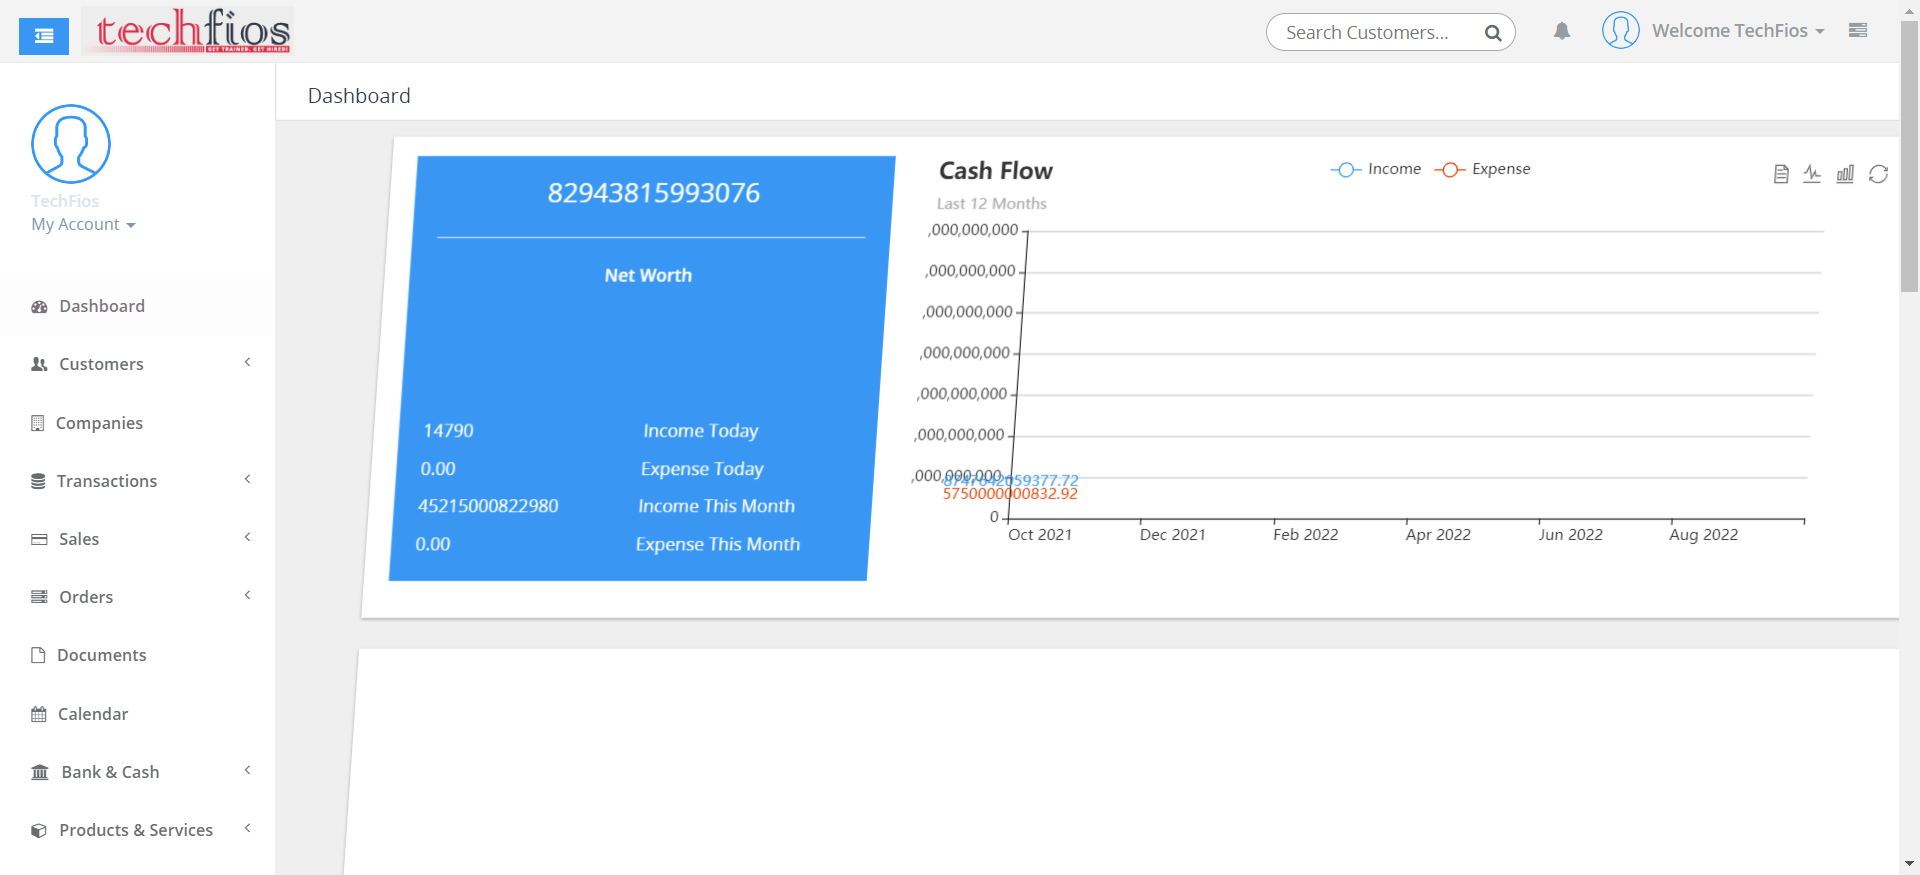 techfios
GET TRAINED. GET HIRED!
Search Customers...
Welcome TechFios
TechFios
My Account
Dashboard
Customers
Companies
Transactions
Sales
Orders
Documents
Calendar
Bank & Cash
Products & Services
Dashboard
82943815993076
Net Worth
14790 Income Today
0.00 Expense Today
45215000822980 Income This Month
0.00 Expense This Month
Cash Flow
Last 12 Months
Income Expense
,000,000,000
,000,000,000
,000,000,000
,000,000,000
,000,000,000
,000,000,000
,000,000,000
8747642059377.72
5750000000832.92
0
Oct 2021 Dec 2021 Feb 2022 Apr 2022 Jun 2022 Aug 2022